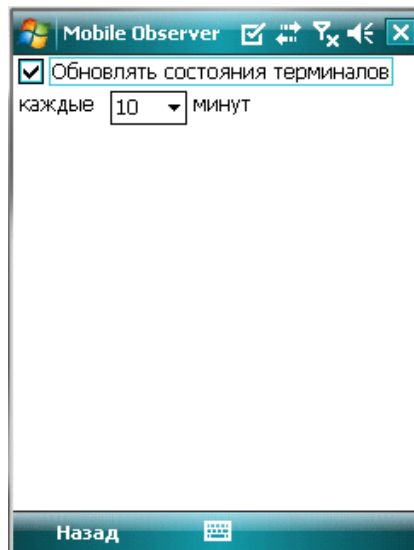 Mobile Observer
Обновлять состояния терминалов
каждые 10 минут
Назад